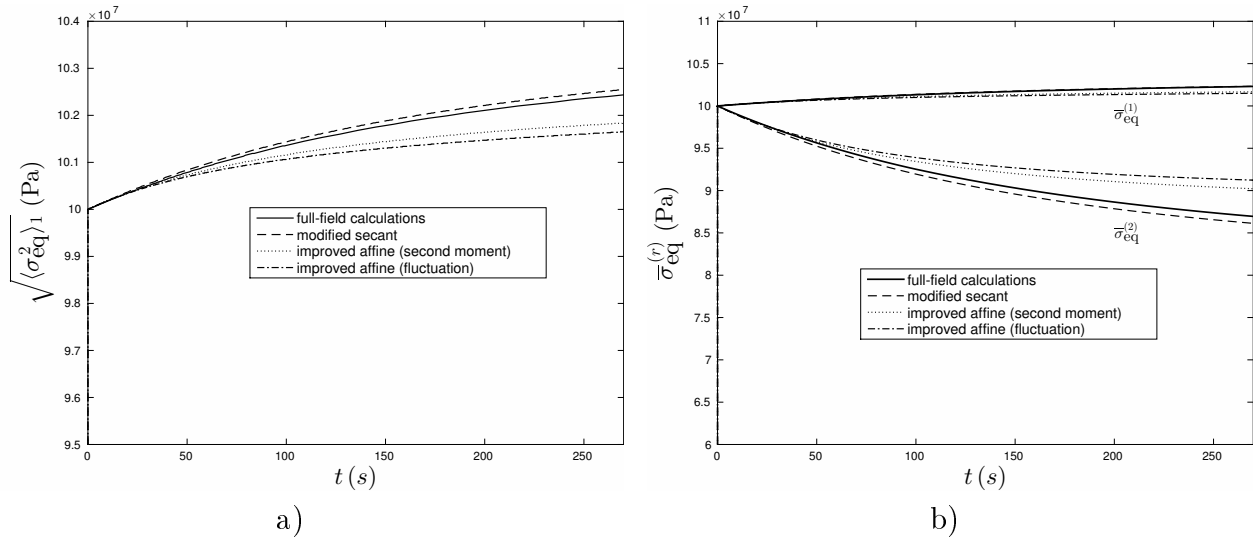 ×10⁷
10.4
10.3
10.2
10.1
10
9.9
9.8
9.7
9.6
9.5
0 50 100 150 200 250
t (s)
√⟨σ²eq⟩₁ (Pa)
full-field calculations
modified secant
improved affine (second moment)
improved affine (fluctuation)
a)
×10⁷
11
10.5
10
9.5
9
8.5
8
7.5
7
6.5
6
0 50 100 150 200 250
t (s)
σ̅eq⁽ʳ⁾ (Pa)
σ̅eq⁽¹⁾
σ̅eq⁽²⁾
full-field calculations
modified secant
improved affine (second moment)
improved affine (fluctuation)
b)